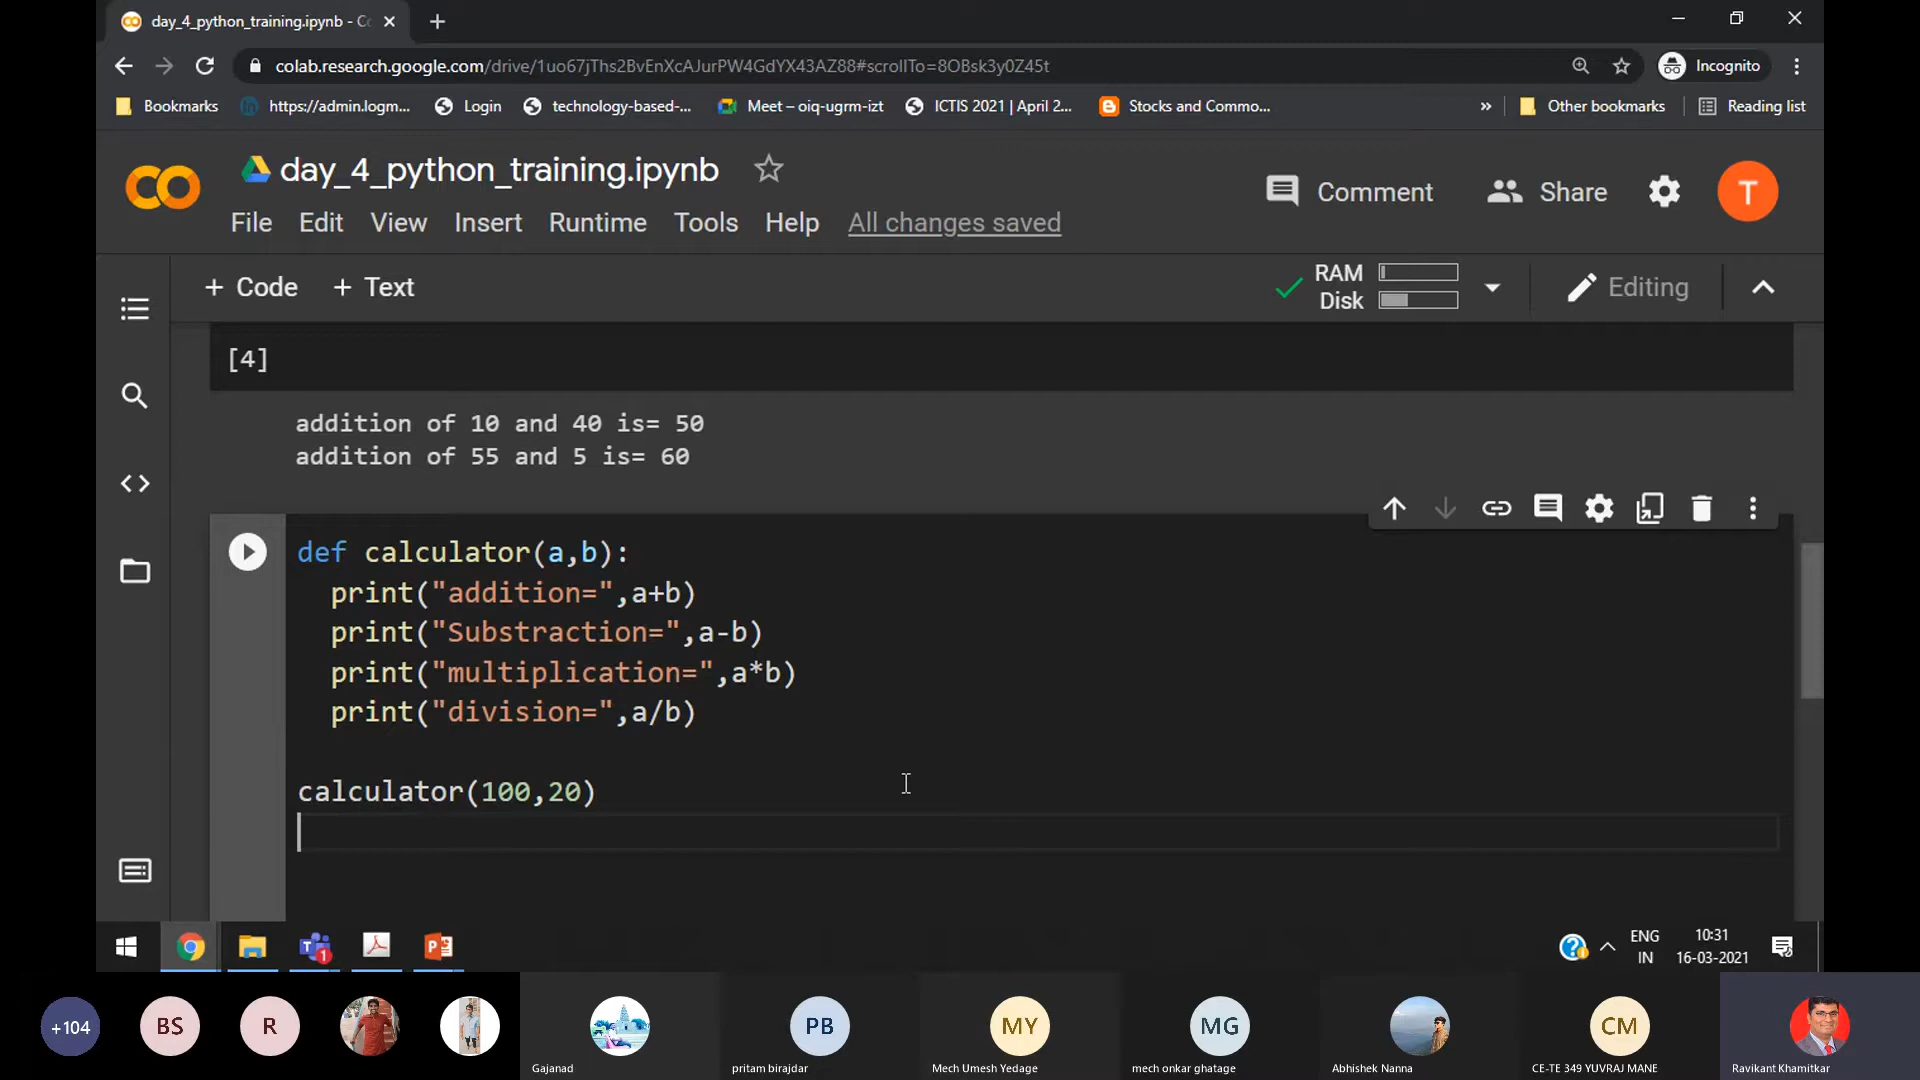 day_4_python_training.ipynb - Co
colab.research.google.com/drive/1uo67jThs2BvEnXcAJurPW4GdYX43AZ88#scrollTo=8OBsk3y0Z45t
Incognito
Bookmarks
https://admin.logm...
Login
technology-based-...
Meet – oiq-ugrm-izt
ICTIS 2021 | April 2...
Stocks and Commo...
»
Other bookmarks
Reading list
day_4_python_training.ipynb
Comment
Share
T
File Edit View Insert Runtime Tools Help All changes saved
+ Code + Text
RAM
Disk
Editing
[4]
addition of 10 and 40 is= 50
addition of 55 and 5 is= 60
def calculator(a,b):
print("addition=",a+b)
print("Substraction=",a-b)
print("multiplication=",a*b)
print("division=",a/b)
calculator(100,20)
ENG
IN
10:31
16-03-2021
+104
BS
R
Gajanad
PB
pritam birajdar
MY
Mech Umesh Yedage
MG
mech onkar ghatage
Abhishek Nanna
CM
CE-TE 349 YUVRAJ MANE
Ravikant Khamitkar